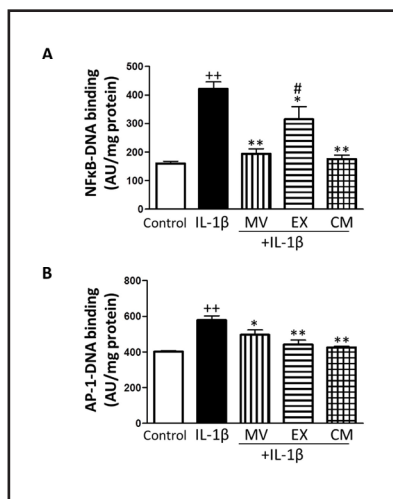 A
NFκB-DNA binding
(AU/mg protein)
500
400
300
200
100
0
++
**
#
*
**
Control IL-1β MV EX CM
+IL-1β
B
AP-1-DNA binding
(AU/mg protein)
800
600
400
200
0
++
*
**
**
Control IL-1β MV EX CM
+IL-1β